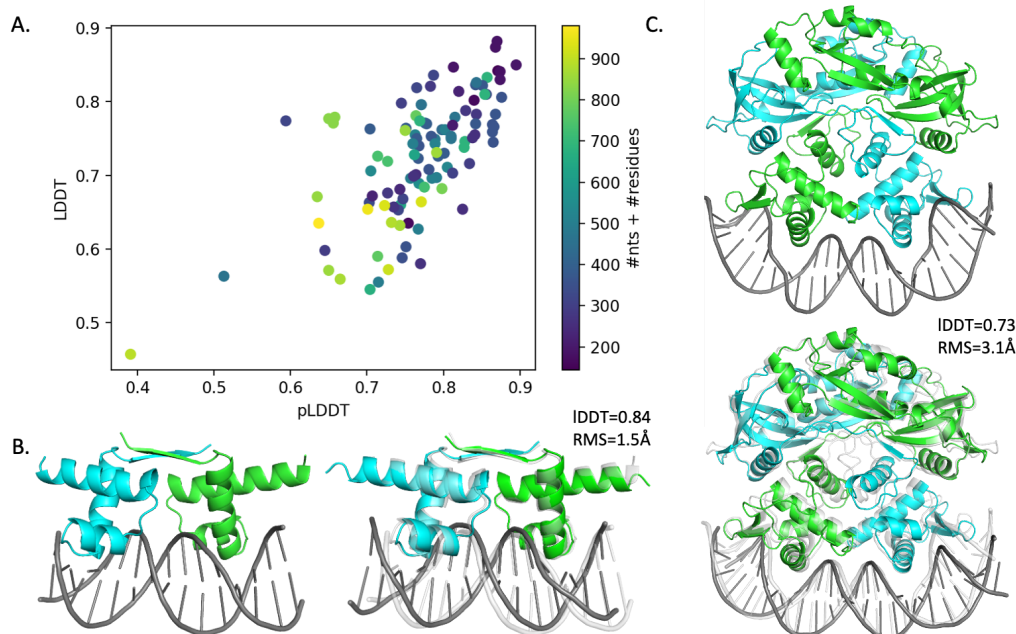 A.
0.9
0.8
0.7
0.6
0.5
LDDT
0.4
0.5
0.6
0.7
0.8
0.9
pLDDT
900
800
700
600
500
400
300
200
#nts + #residues
B.
lDDT=0.84
RMS=1.5Å
C.
lDDT=0.73
RMS=3.1Å